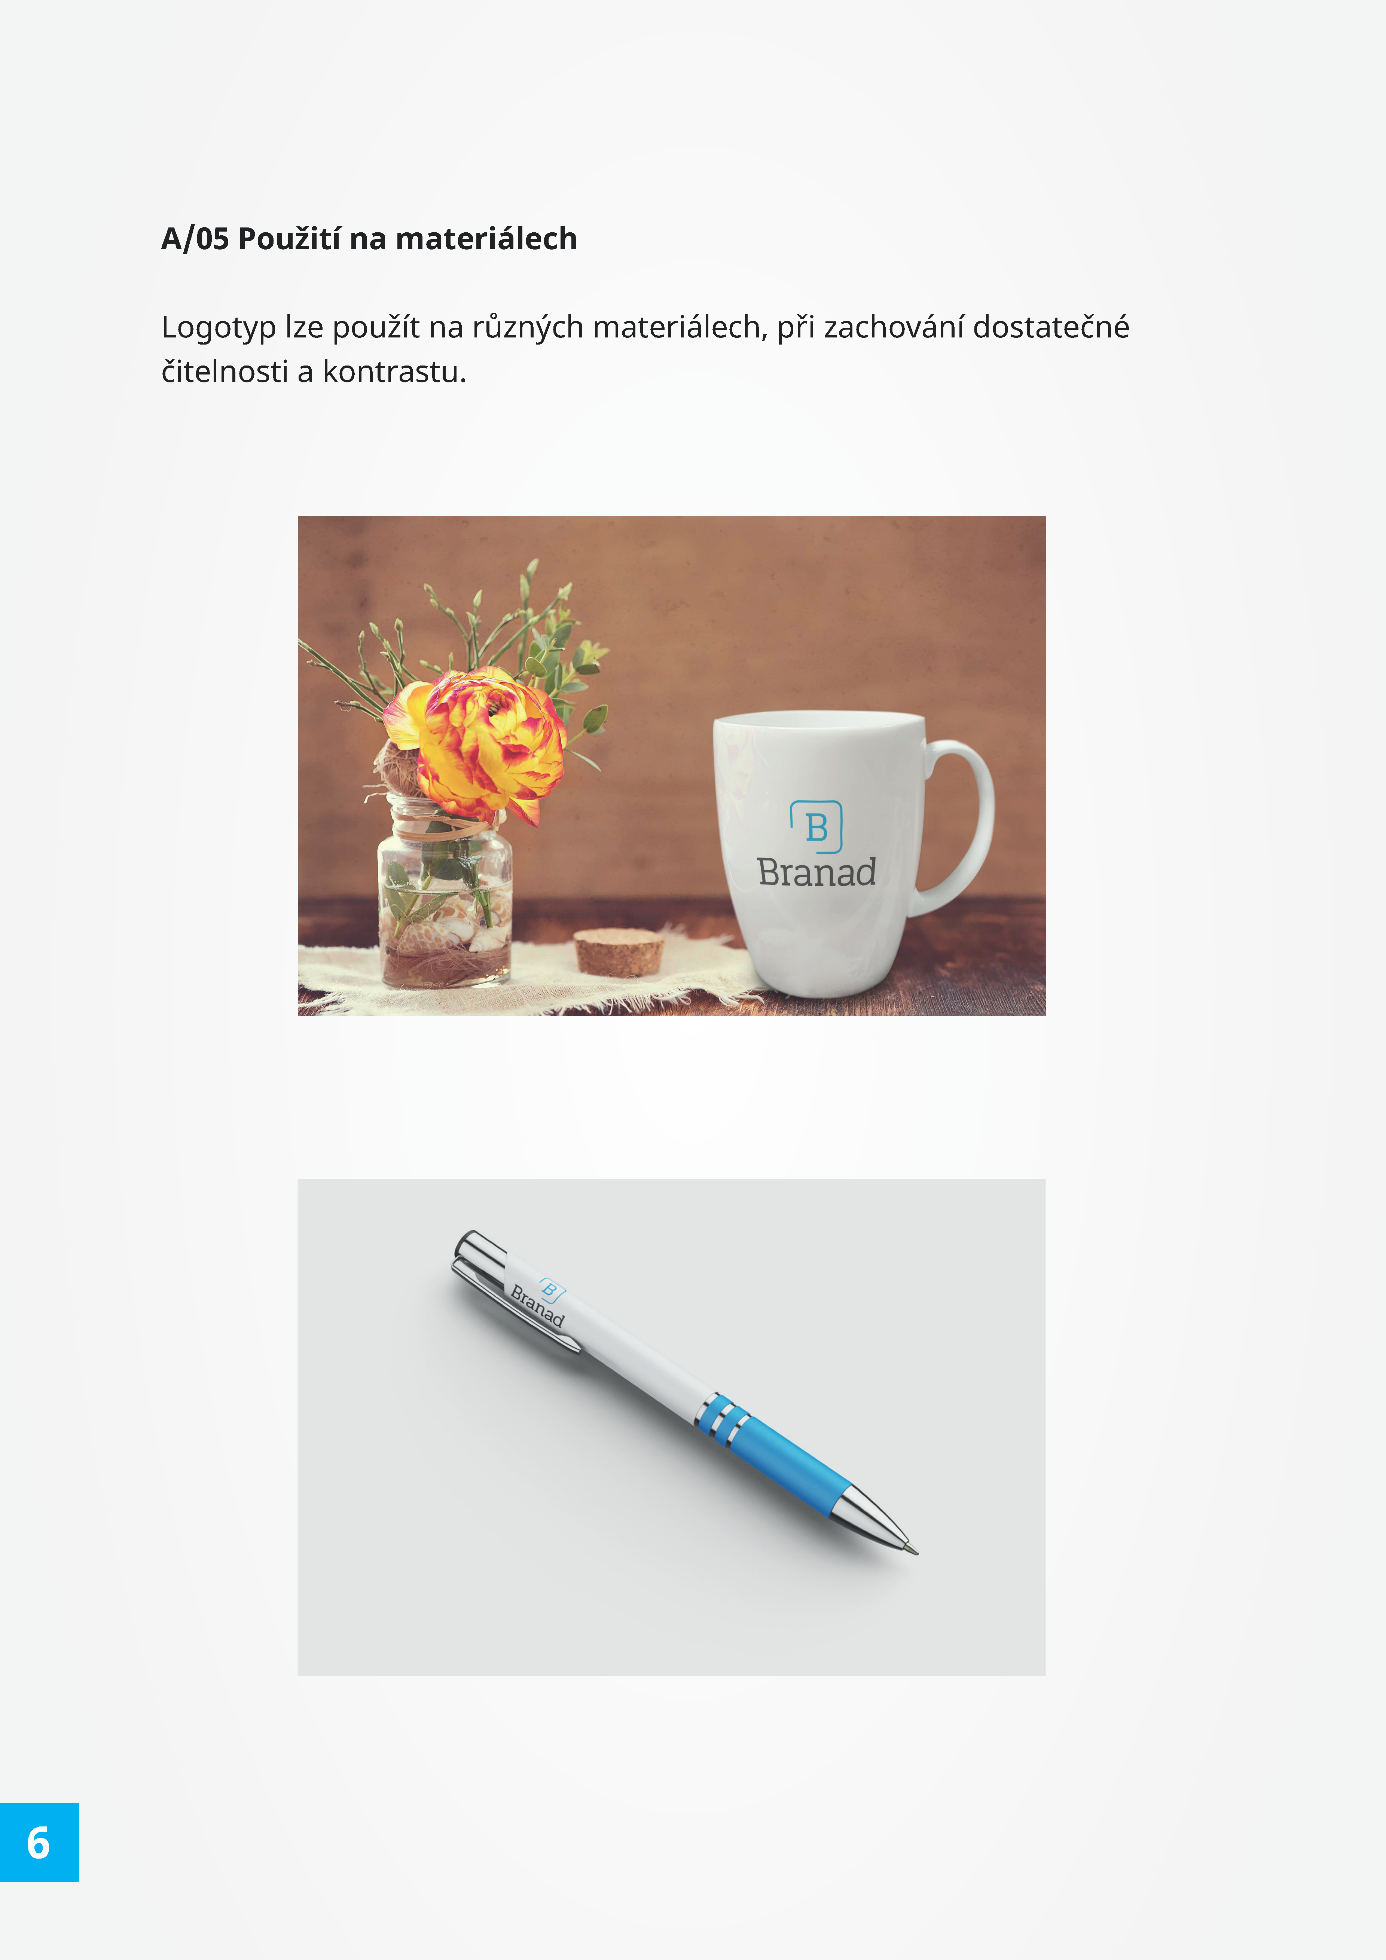 A/05 Použití na materiálech
Logotyp lze použít na různých materiálech, při zachování dostatečné
čitelnosti a kontrastu.
B
Branad
B
Branad
6